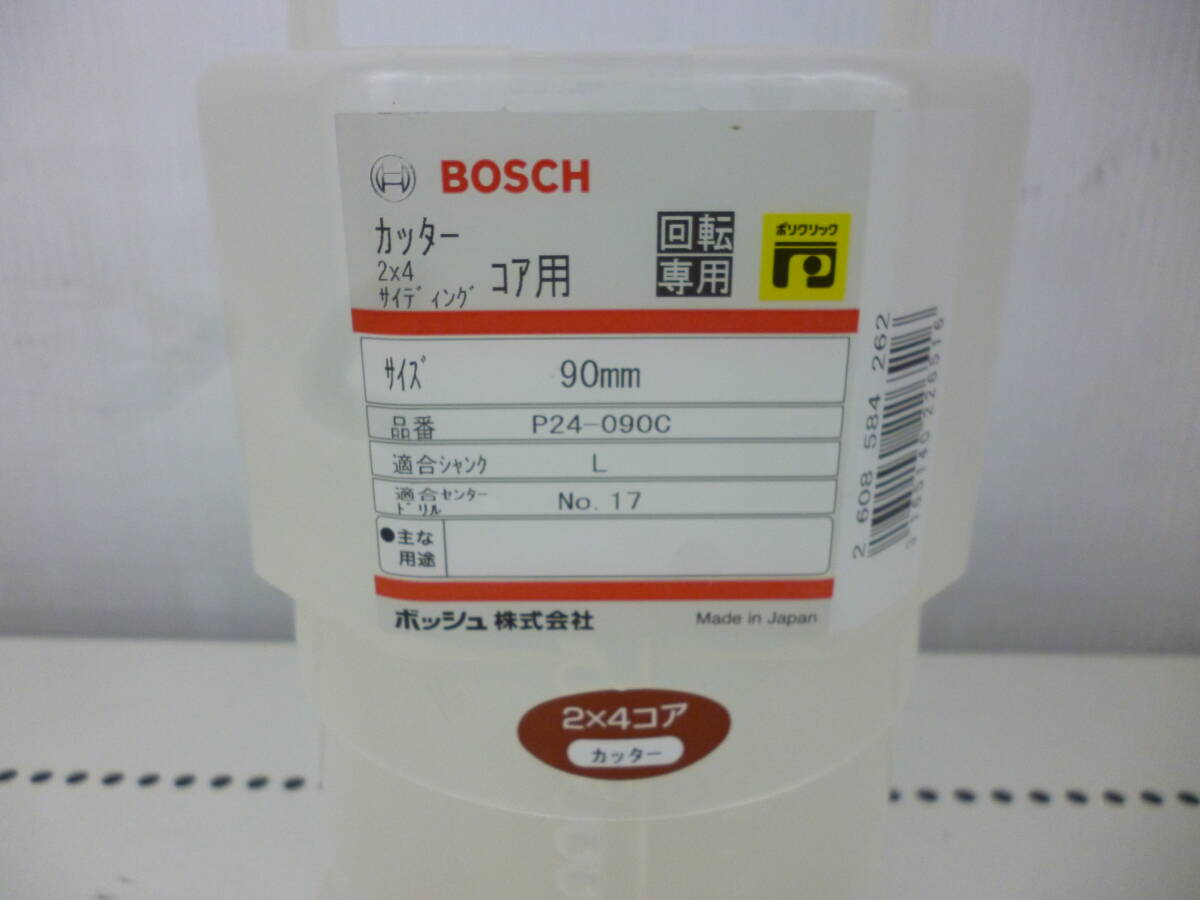 BOSCH
カッター
2x4
サイディング コア用
回転
専用
ポリクリック
サイズ 90mm
品番 P24-090C
適合シャンク L
適合センター
ドリル No.17
●主な
用途
ボッシュ株式会社 Made in Japan
2 608 584 262
3 165140 226516
2×4コア
カッター